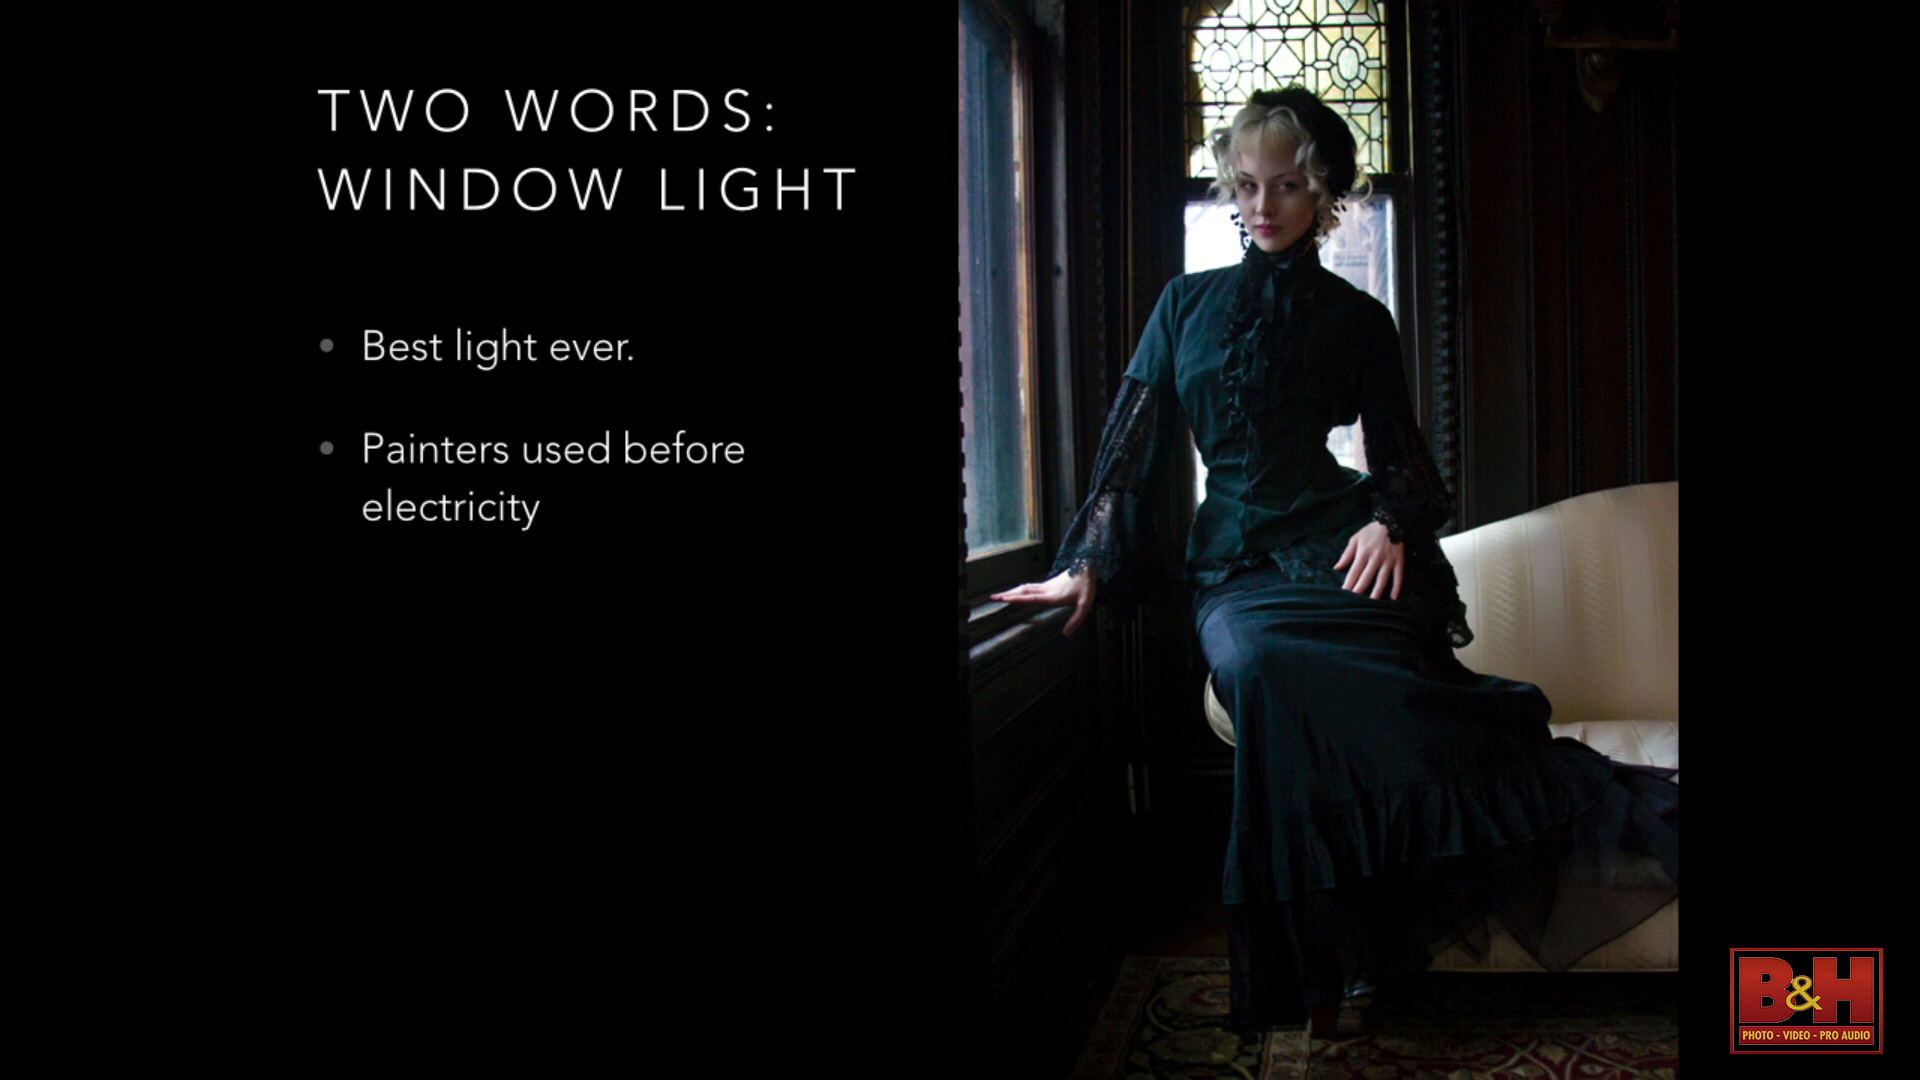 TWO WORDS:
WINDOW LIGHT
• Best light ever.
• Painters used before
electricity
B&H
PHOTO - VIDEO - PRO AUDIO